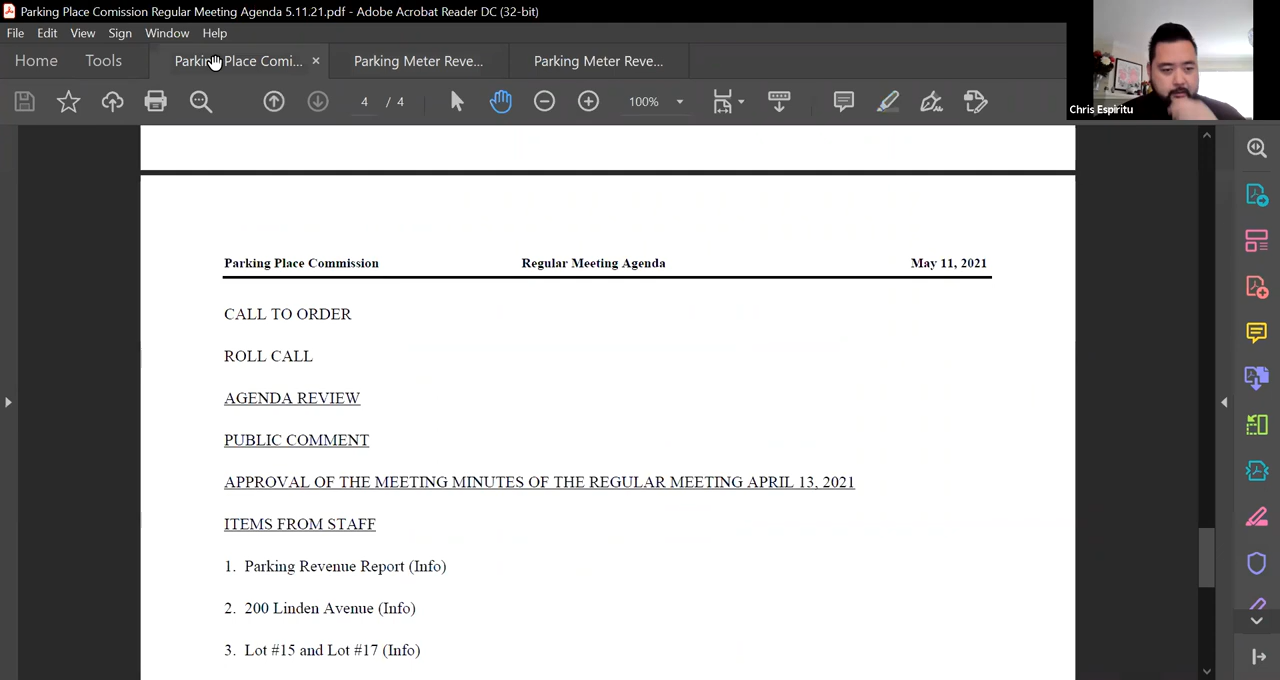 Parking Place Comission Regular Meeting Agenda 5.11.21.pdf - Adobe Acrobat Reader DC (32-bit)
File Edit View Sign Window Help
Home Tools Parking Place Comi... × Parking Meter Reve... Parking Meter Reve...
4 / 4 100%
Chris Espiritu
Parking Place Commission Regular Meeting Agenda May 11, 2021
CALL TO ORDER
ROLL CALL
AGENDA REVIEW
PUBLIC COMMENT
APPROVAL OF THE MEETING MINUTES OF THE REGULAR MEETING APRIL 13, 2021
ITEMS FROM STAFF
1. Parking Revenue Report (Info)
2. 200 Linden Avenue (Info)
3. Lot #15 and Lot #17 (Info)